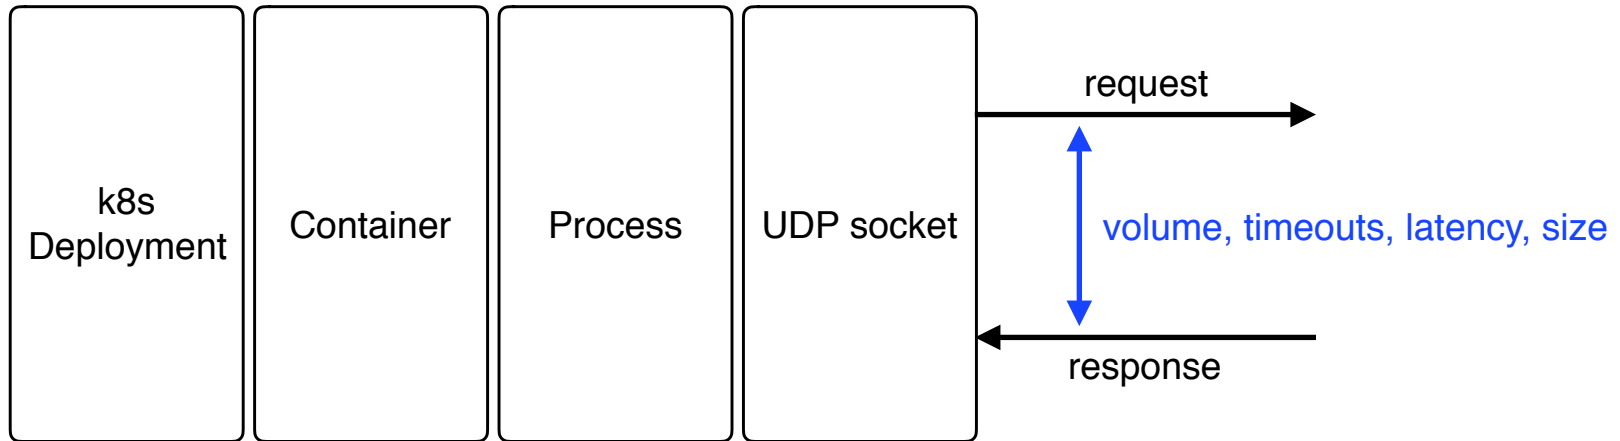 k8s
Deployment
Container
Process
UDP socket
request
volume, timeouts, latency, size
response